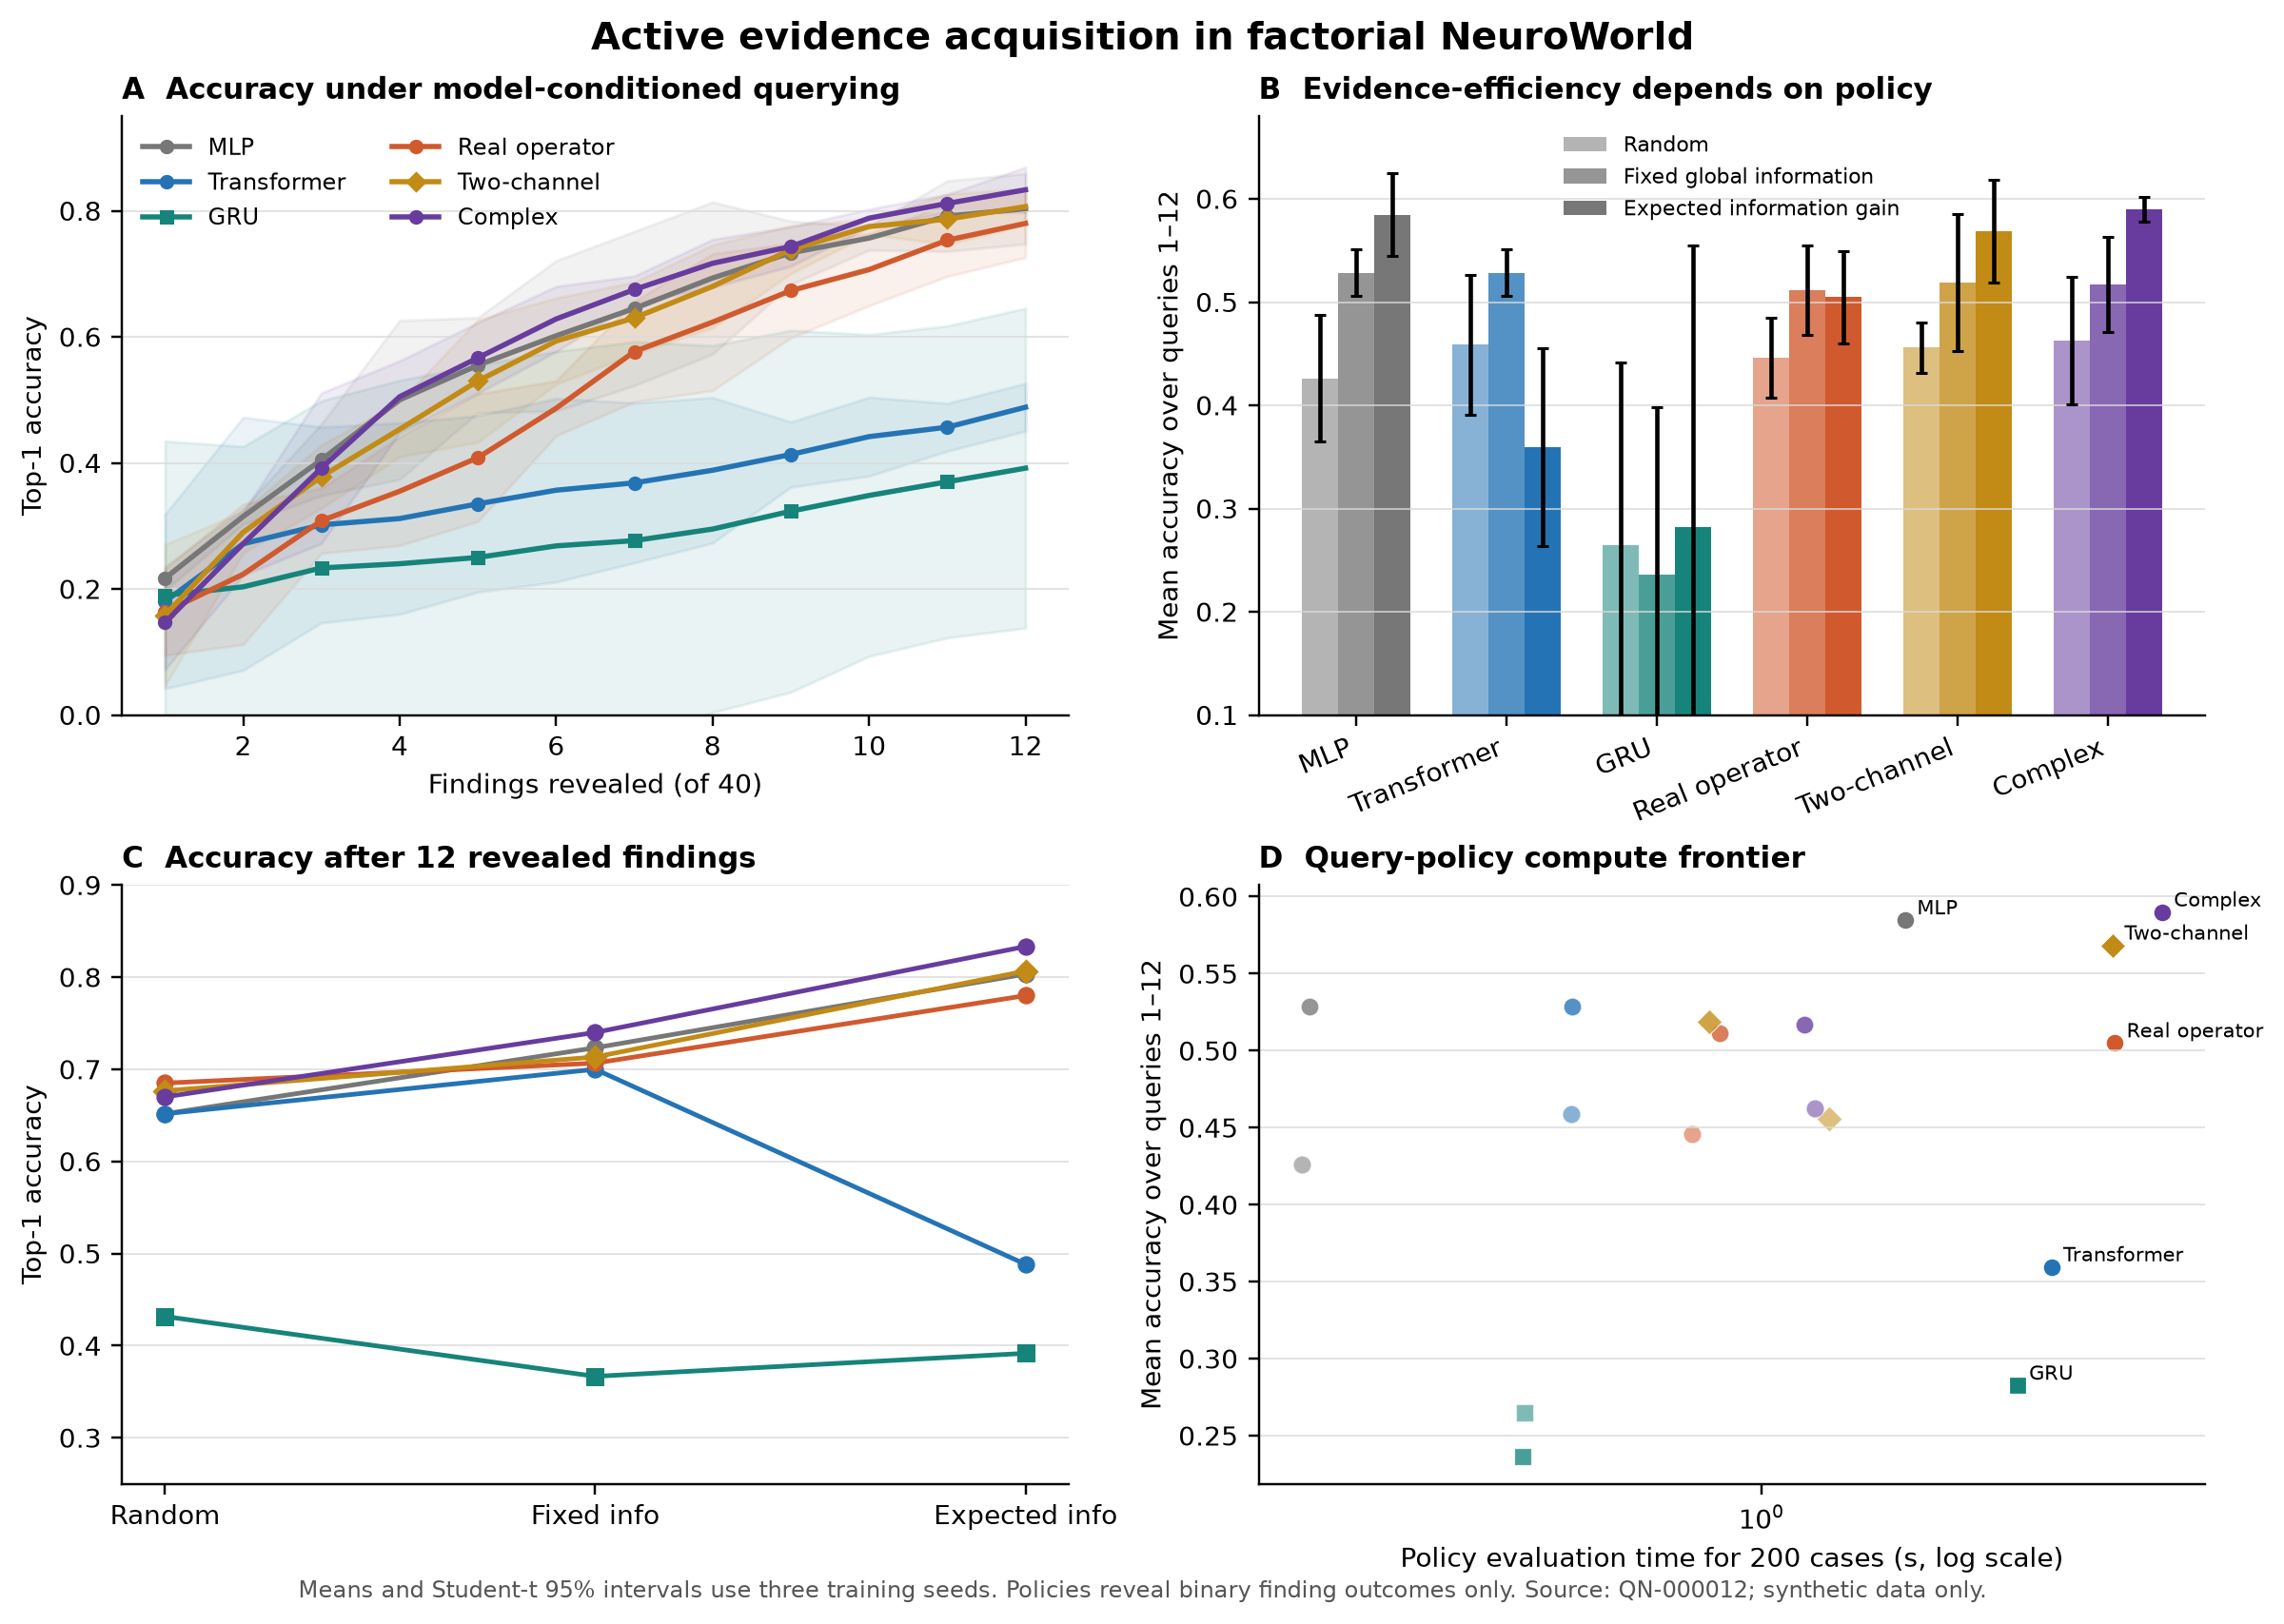 Active evidence acquisition in factorial NeuroWorld
A Accuracy under model-conditioned querying
MLP
Transformer
GRU
Real operator
Two-channel
Complex
Top-1 accuracy
0.8
0.6
0.4
0.2
0.0
2 4 6 8 10 12
Findings revealed (of 40)
B Evidence-efficiency depends on policy
Random
Fixed global information
Expected information gain
Mean accuracy over queries 1–12
0.6
0.5
0.4
0.3
0.2
0.1
MLP Transformer GRU Real operator Two-channel Complex
C Accuracy after 12 revealed findings
Top-1 accuracy
0.9
0.8
0.7
0.6
0.5
0.4
0.3
Random Fixed info Expected info
D Query-policy compute frontier
Mean accuracy over queries 1–12
0.60
0.55
0.50
0.45
0.40
0.35
0.30
0.25
MLP
Complex
Two-channel
Real operator
Transformer
GRU
10⁰
Policy evaluation time for 200 cases (s, log scale)
Means and Student-t 95% intervals use three training seeds. Policies reveal binary finding outcomes only. Source: QN-000012; synthetic data only.